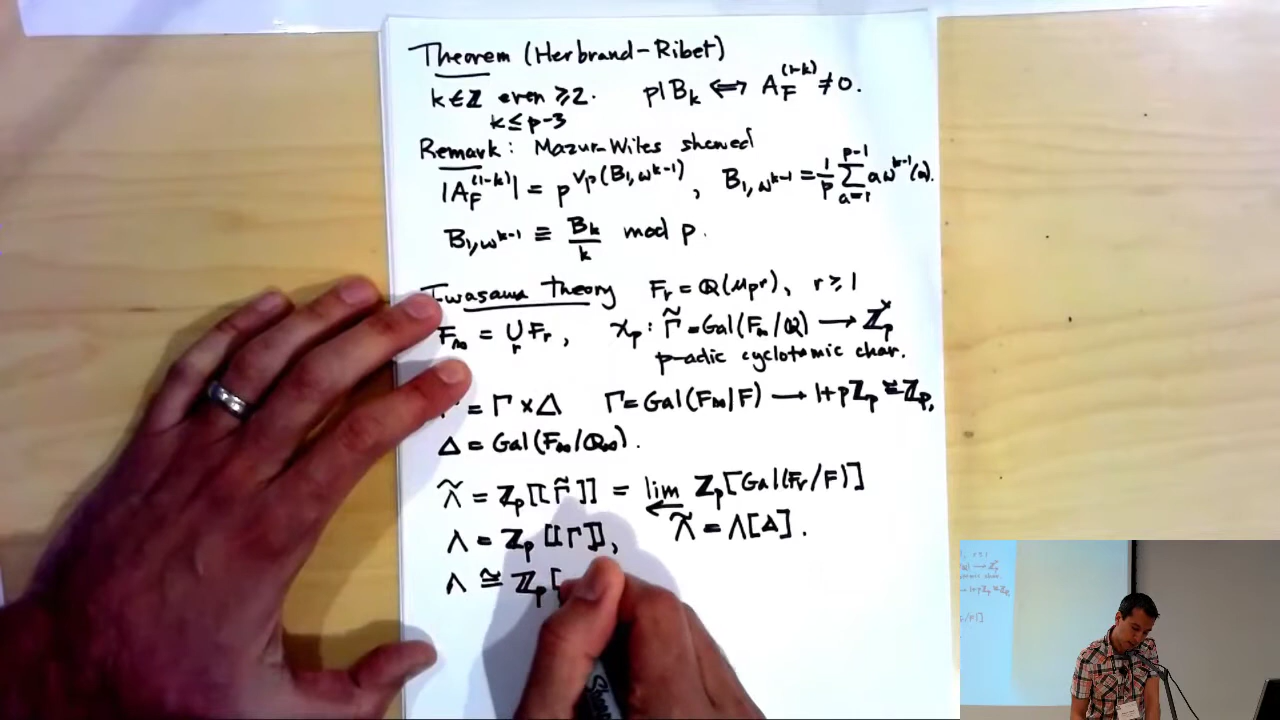 Theorem (Herbrand-Ribet)
k ∈ ℤ even ≥ 2. p | B_k ⟺ A_F^{(1-k)} ≠ 0.
k ≤ p-3
Remark: Mazur-Wiles showed
|A_F^{(1-k)}| = p^{v_p(B_{1,ω^{k-1}})}, B_{1,ω^{k-1}} = 1/p ∑_{a=1}^{p-1} a ω^{k-1}(a).
B_{1,ω^{k-1}} ≡ B_k/k mod p.
Iwasawa Theory F_r = ℚ(μ_{p^r}), r ≥ 1
F_∞ = ∪_r F_r, χ_p : Γ̃ = Gal(F_∞/ℚ) → ℤ_p^×
p-adic cyclotomic char.
= Γ × Δ Γ = Gal(F_∞/F) → 1+pℤ_p ≅ ℤ_p,
Δ = Gal(F_∞/ℚ_∞).
Λ̃ = ℤ_p[[Γ̃]] = lim← ℤ_p[Gal(F_r/F)]
Λ = ℤ_p[[Γ]], Λ̃ = Λ[Δ].
Λ ≅ ℤ_p[